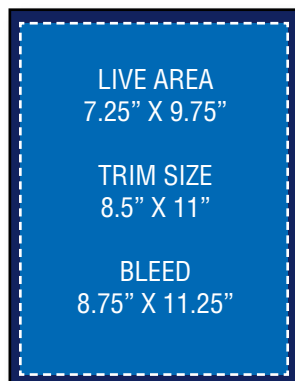 LIVE AREA
7.25” X 9.75”
TRIM SIZE
8.5” X 11”
BLEED
8.75” X 11.25”